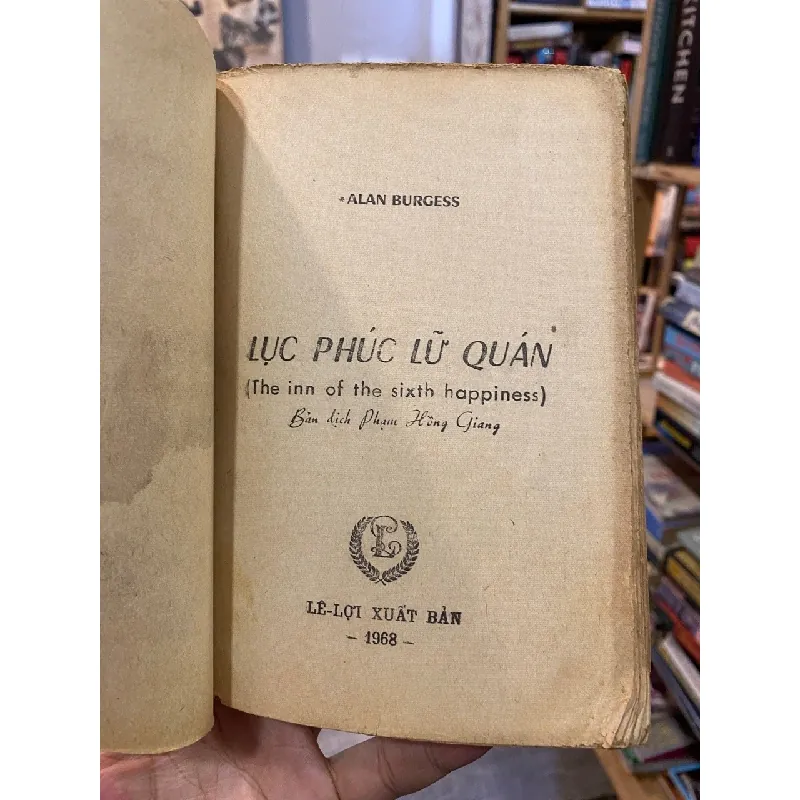 ALAN BURGESS
LỤC PHÚC LỮ QUÁN
(The inn of the sixth happiness)
Bản dịch Phạm Hồng Giang
LÊ-LỢI XUẤT BẢN
- 1968 -
KITCHEN